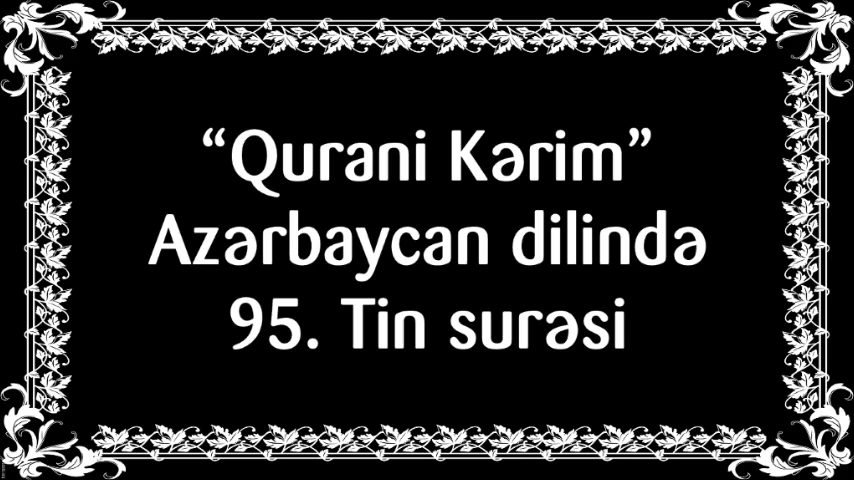 “Qurani Kərim”
Azərbaycan dilində
95. Tin surəsi